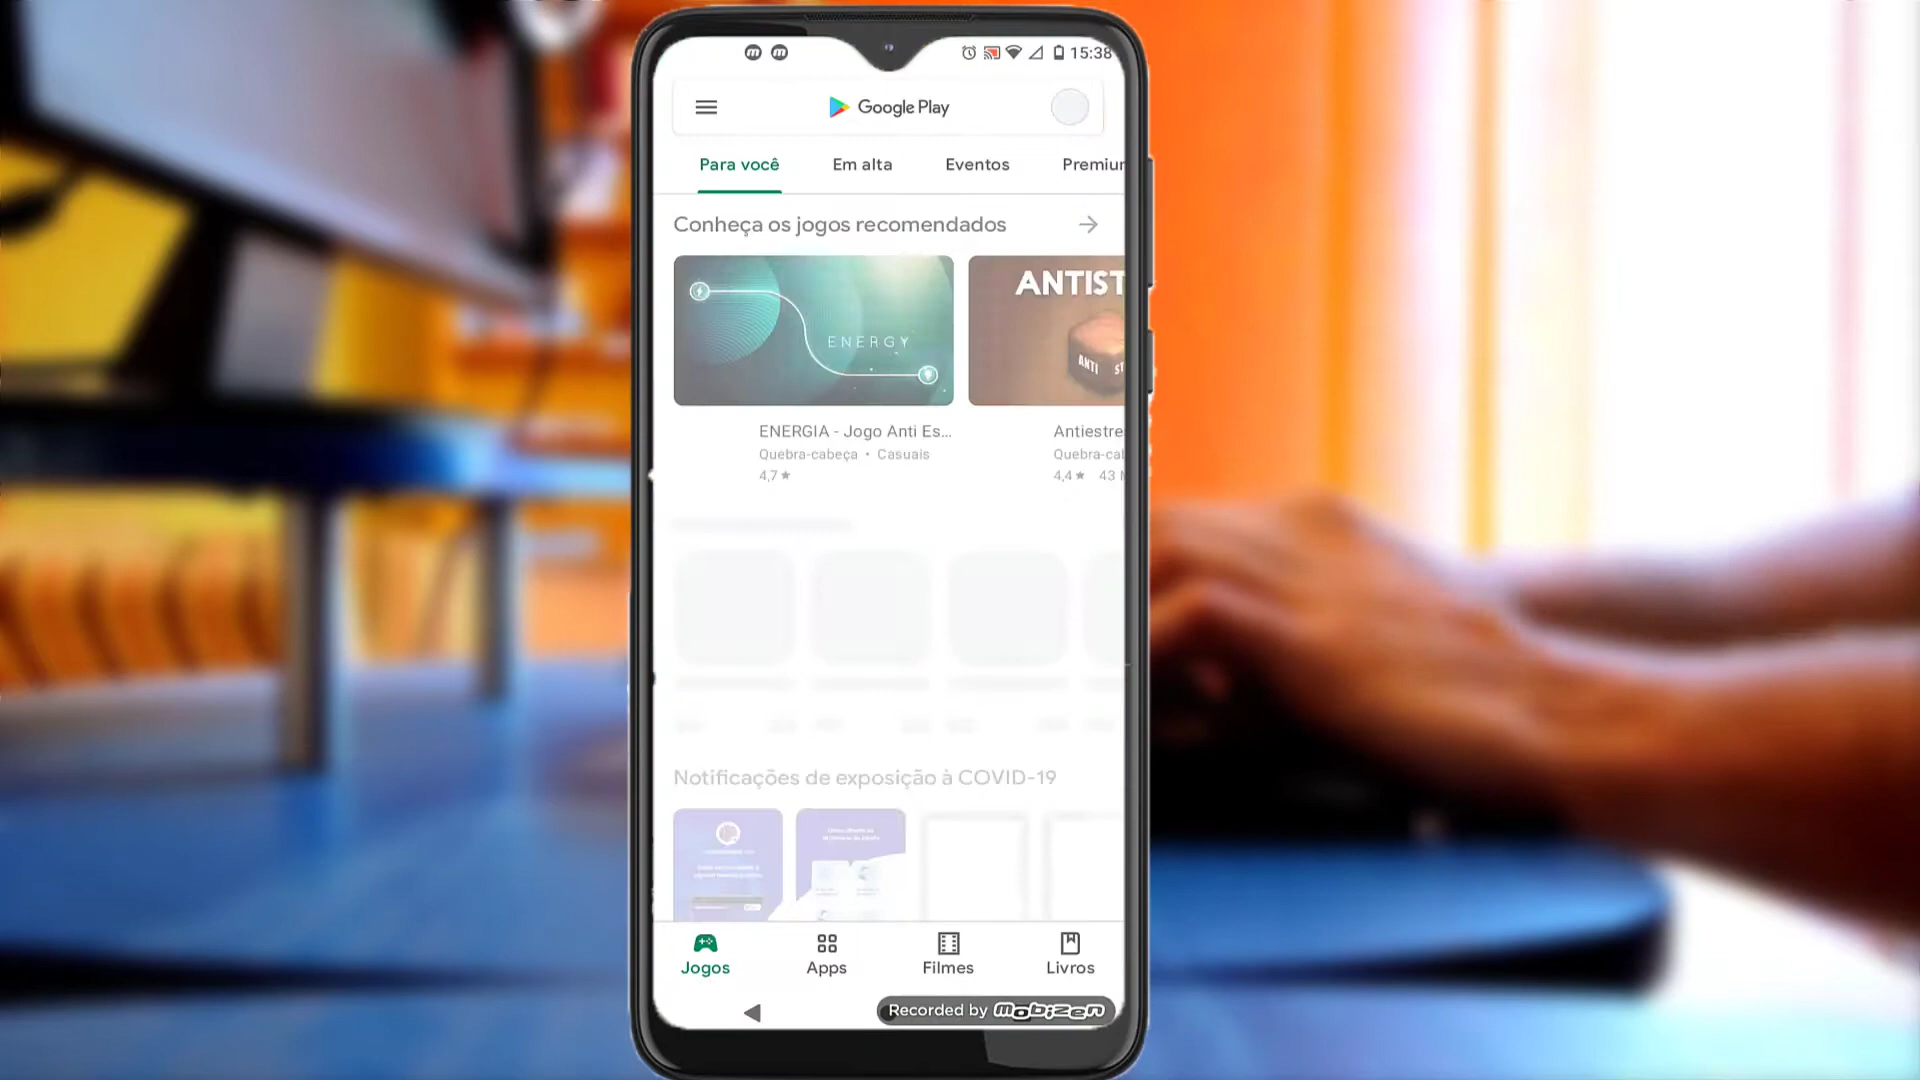 15:38
Google Play
Para você Em alta Eventos Premiur
Conheça os jogos recomendados
ENERGY
ANTIST
ANTI ST
ENERGIA - Jogo Anti Es... Antiestre
Quebra-cabeça • Casuais Quebra-cal
4,7 ★ 4,4 ★ 43 M
Notificações de exposição à COVID-19
Jogos Apps Filmes Livros
Recorded by mobizen